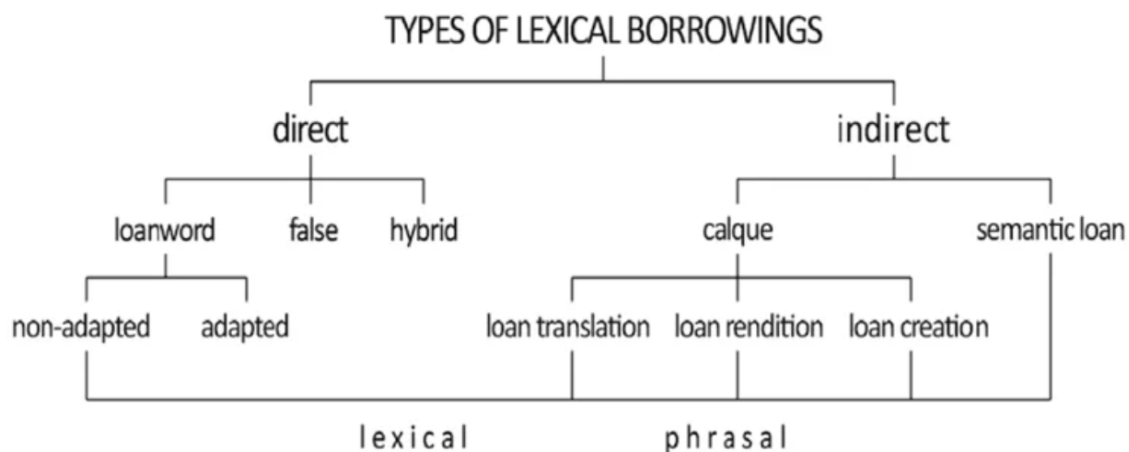 TYPES OF LEXICAL BORROWINGS
direct indirect
loanword false hybrid calque semantic loan
non-adapted adapted loan translation loan rendition loan creation
lexical phrasal